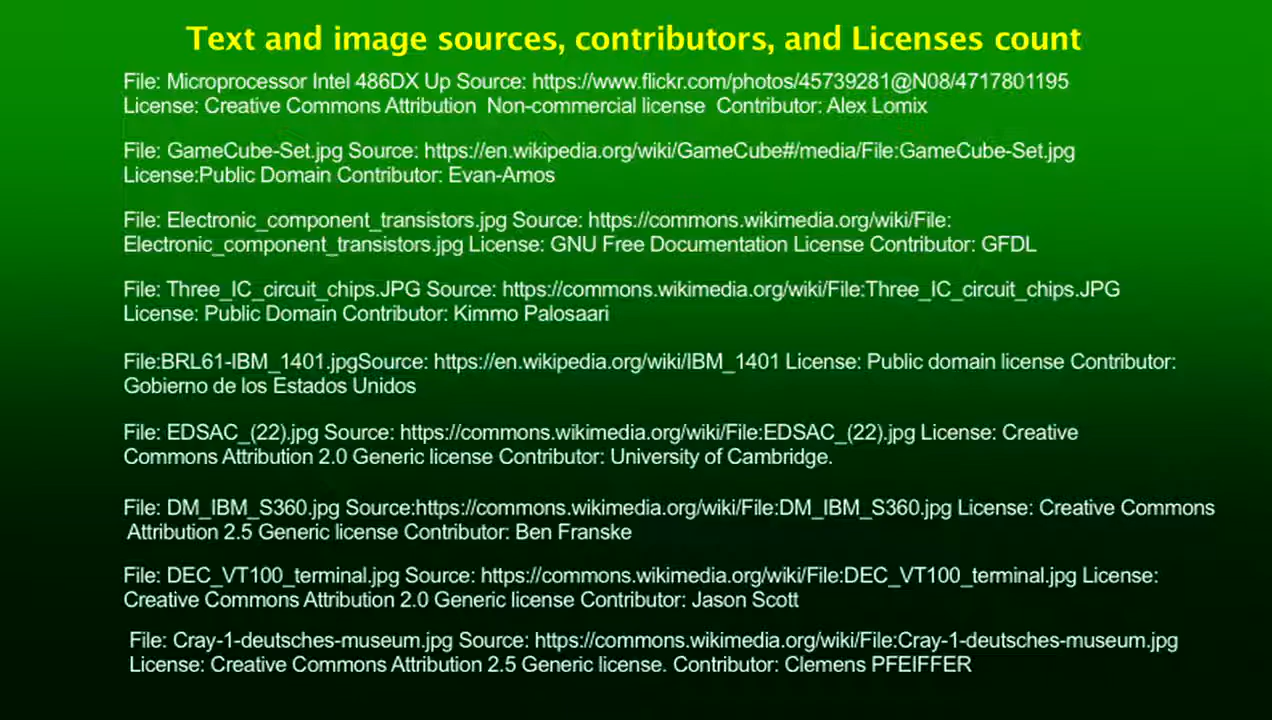 Text and image sources, contributors, and Licenses count
File: Microprocessor Intel 486DX Up Source: https://www.flickr.com/photos/45739281@N08/4717801195
License: Creative Commons Attribution  Non-commercial license  Contributor: Alex Lomix
File: GameCube-Set.jpg Source: https://en.wikipedia.org/wiki/GameCube#/media/File:GameCube-Set.jpg
License:Public Domain Contributor: Evan-Amos
File: Electronic_component_transistors.jpg Source: https://commons.wikimedia.org/wiki/File:
Electronic_component_transistors.jpg License: GNU Free Documentation License Contributor: GFDL
File: Three_IC_circuit_chips.JPG Source: https://commons.wikimedia.org/wiki/File:Three_IC_circuit_chips.JPG
License: Public Domain Contributor: Kimmo Palosaari
File:BRL61-IBM_1401.jpgSource: https://en.wikipedia.org/wiki/IBM_1401 License: Public domain license Contributor:
Gobierno de los Estados Unidos
File: EDSAC_(22).jpg Source: https://commons.wikimedia.org/wiki/File:EDSAC_(22).jpg License: Creative
Commons Attribution 2.0 Generic license Contributor: University of Cambridge.
File: DM_IBM_S360.jpg Source:https://commons.wikimedia.org/wiki/File:DM_IBM_S360.jpg License: Creative Commons
Attribution 2.5 Generic license Contributor: Ben Franske
File: DEC_VT100_terminal.jpg Source: https://commons.wikimedia.org/wiki/File:DEC_VT100_terminal.jpg License:
Creative Commons Attribution 2.0 Generic license Contributor: Jason Scott
File: Cray-1-deutsches-museum.jpg Source: https://commons.wikimedia.org/wiki/File:Cray-1-deutsches-museum.jpg
License: Creative Commons Attribution 2.5 Generic license. Contributor: Clemens PFEIFFER